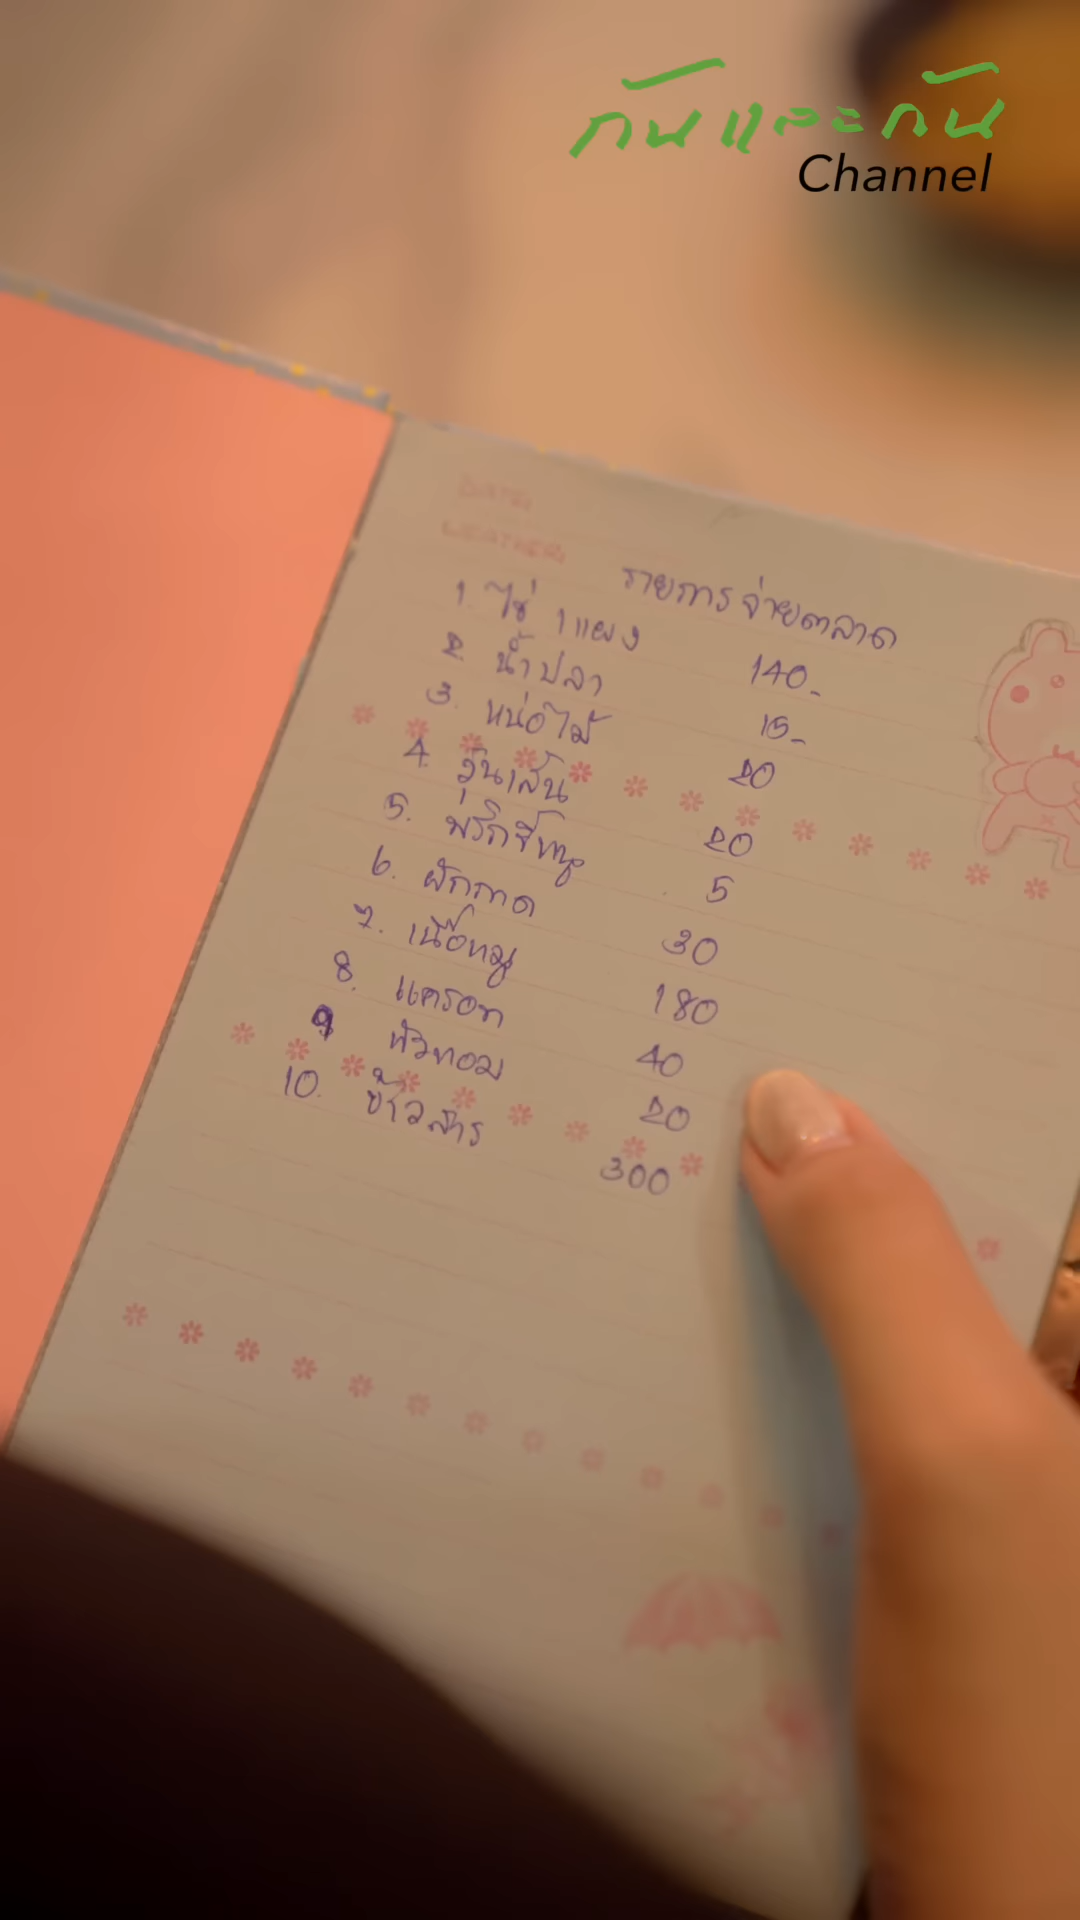 กันและกัน
Channel
DATE:
WEATHER:
รายการจ่ายตลาด
1. ไข่ 1 แผง 140.-
2. น้ำปลา 15.-
3. หน่อไม้ 20
4. วุ้นเส้น 20
5. พริกขี้หนู 5
6. ผักกาด 30
7. เนื้อหมู 180
8. แครอท 40
9. หัวหอม 20
10. ข้าวสาร 300